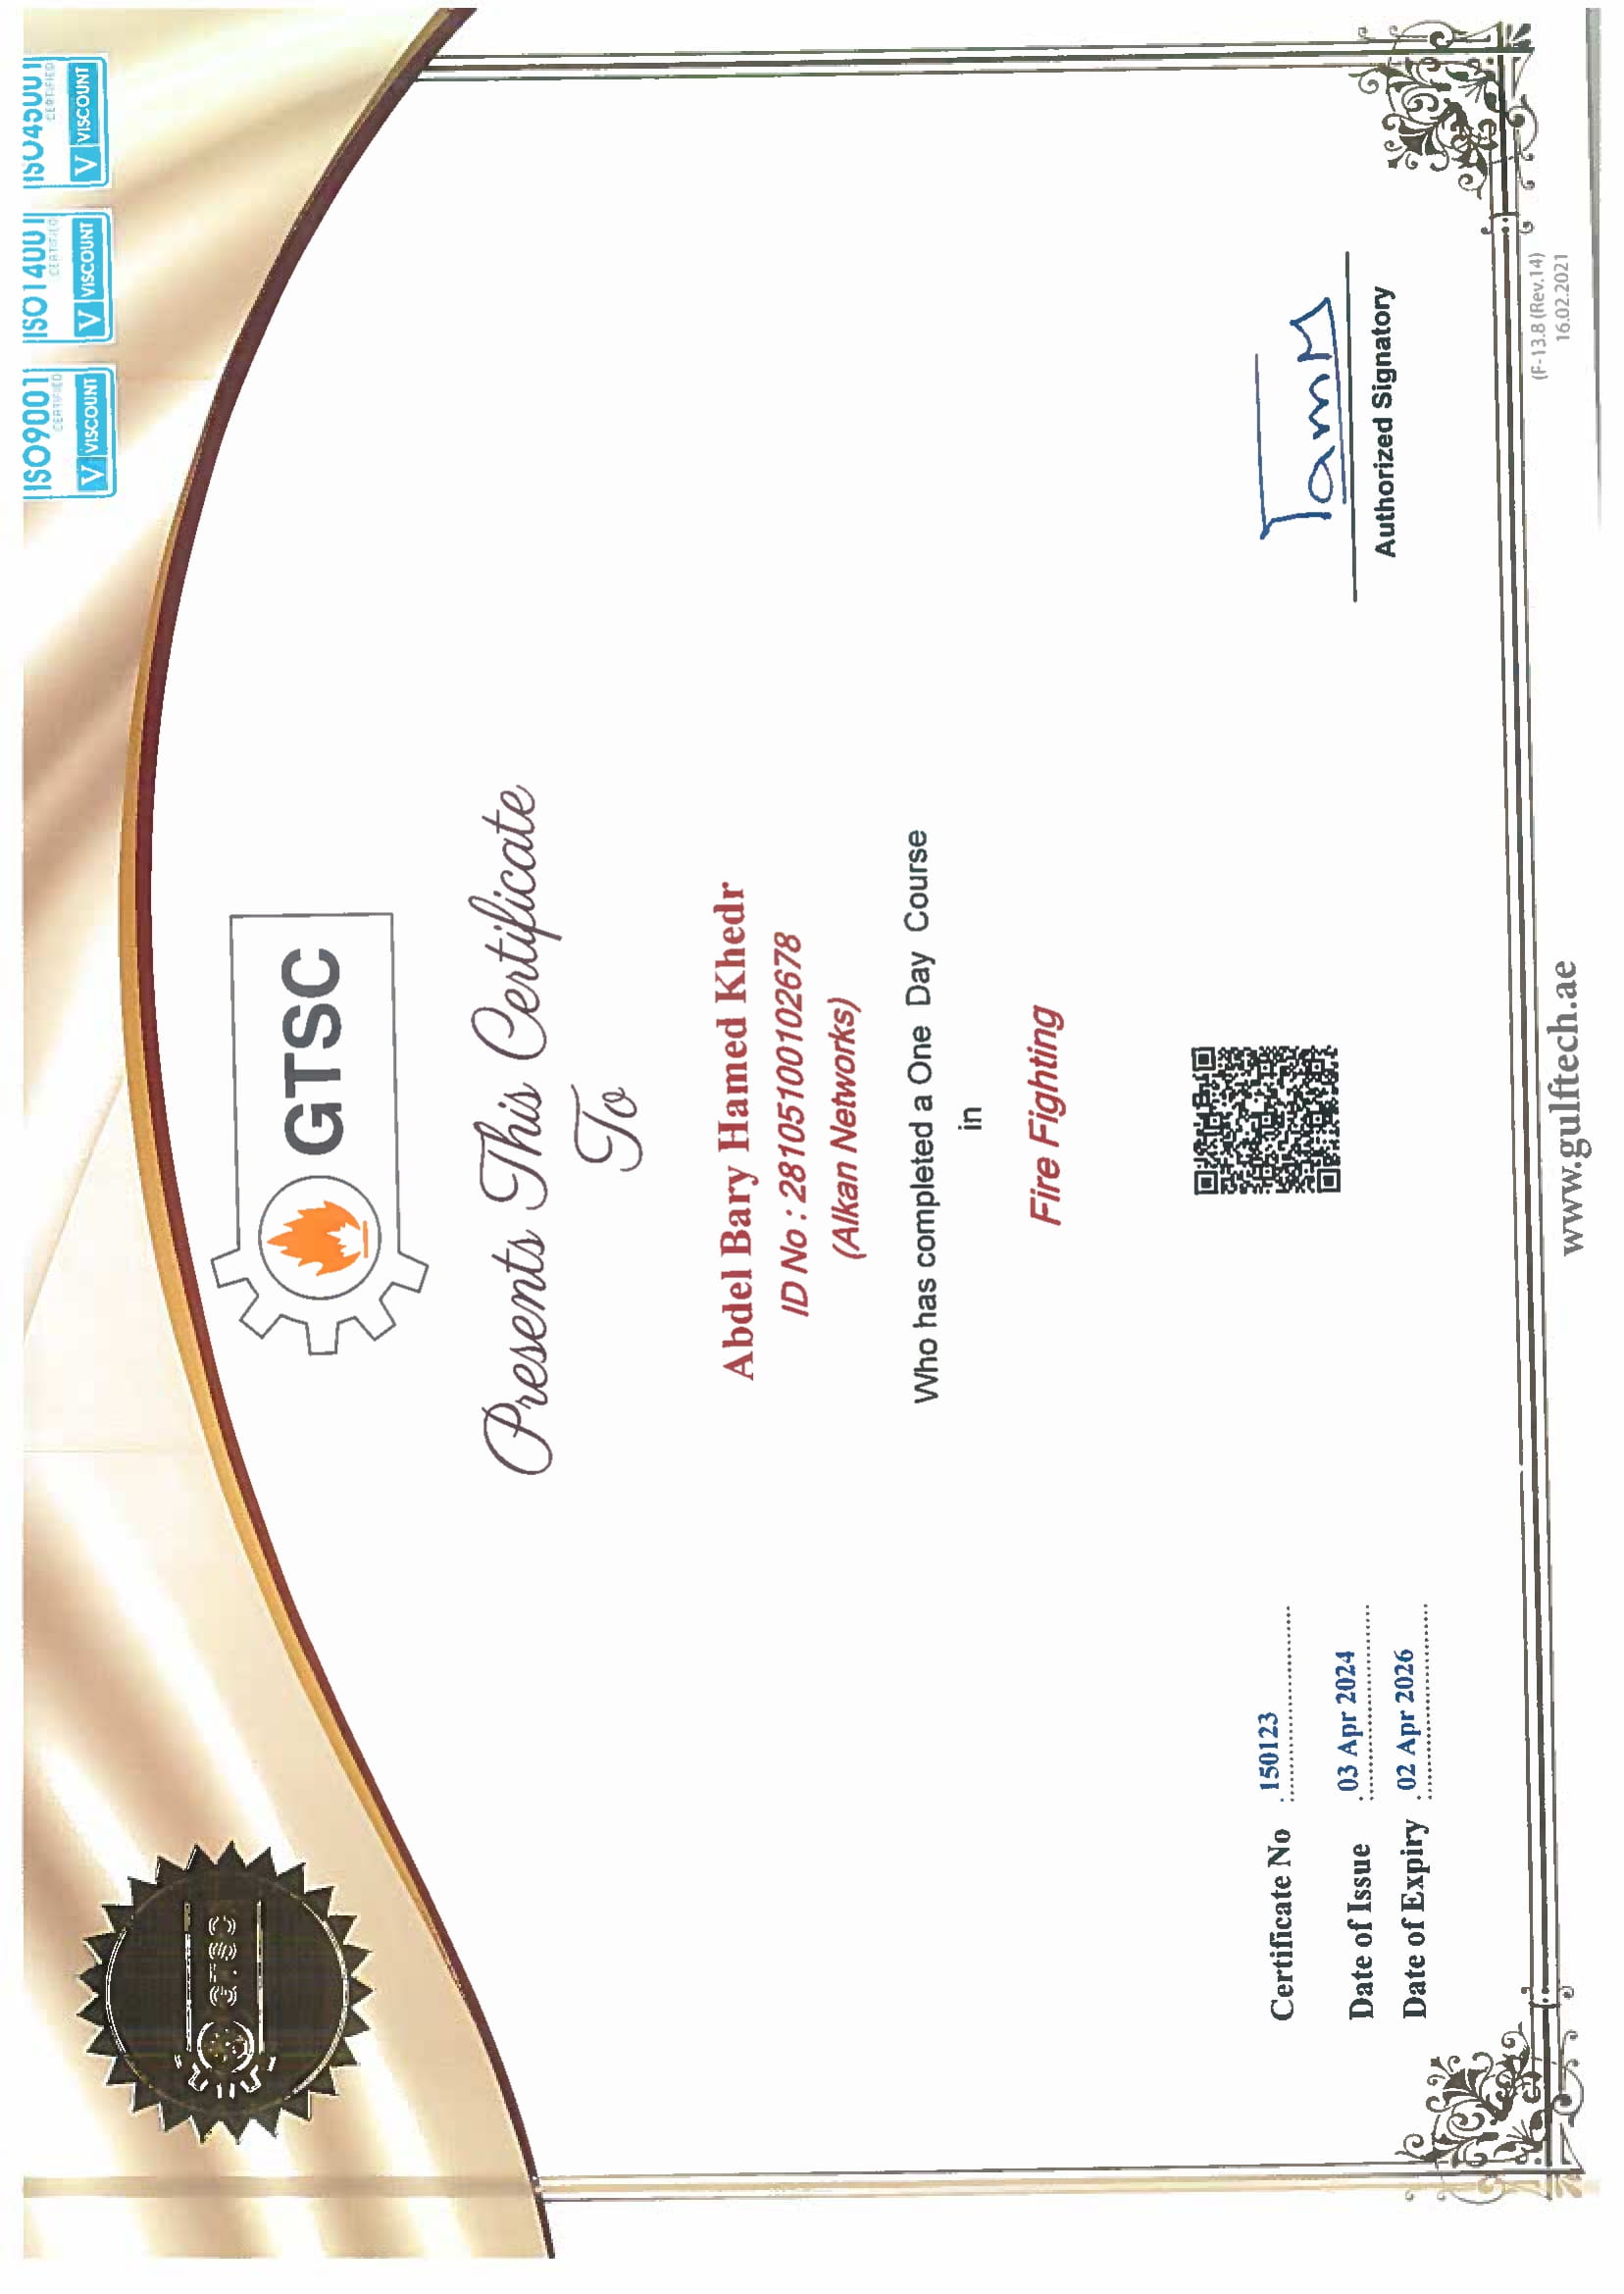 ISO9001 ISO14001 ISO45001
CERTIFIED CERTIFIED CERTIFIED
V VISCOUNT V VISCOUNT V VISCOUNT
GTSC
GTSC
Presents This Certificate
To
Abdel Bary Hamed Khedr
ID No : 28105100102678
(Alkan Networks)
Who has completed a One Day Course
in
Fire Fighting
Certificate No : 150123
Date of Issue : 03 Apr 2024
Date of Expiry : 02 Apr 2026
Tamm
Authorized Signatory
www.gulftech.ae
(F-13.8 (Rev.14)
16.02.2021